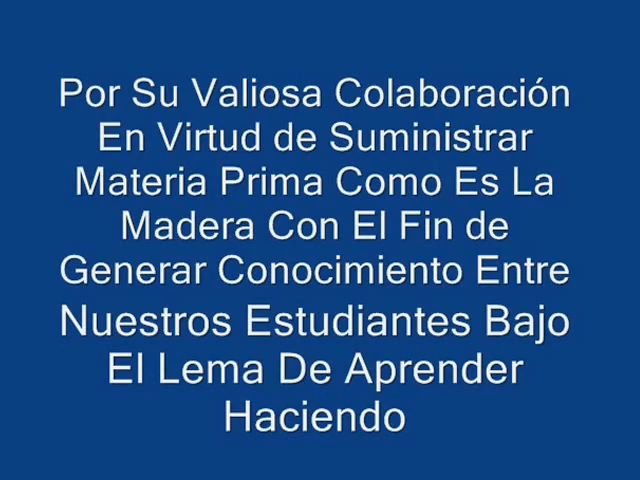 Por Su Valiosa Colaboración
En Virtud de Suministrar
Materia Prima Como Es La
Madera Con El Fin de
Generar Conocimiento Entre
Nuestros Estudiantes Bajo
El Lema De Aprender
Haciendo